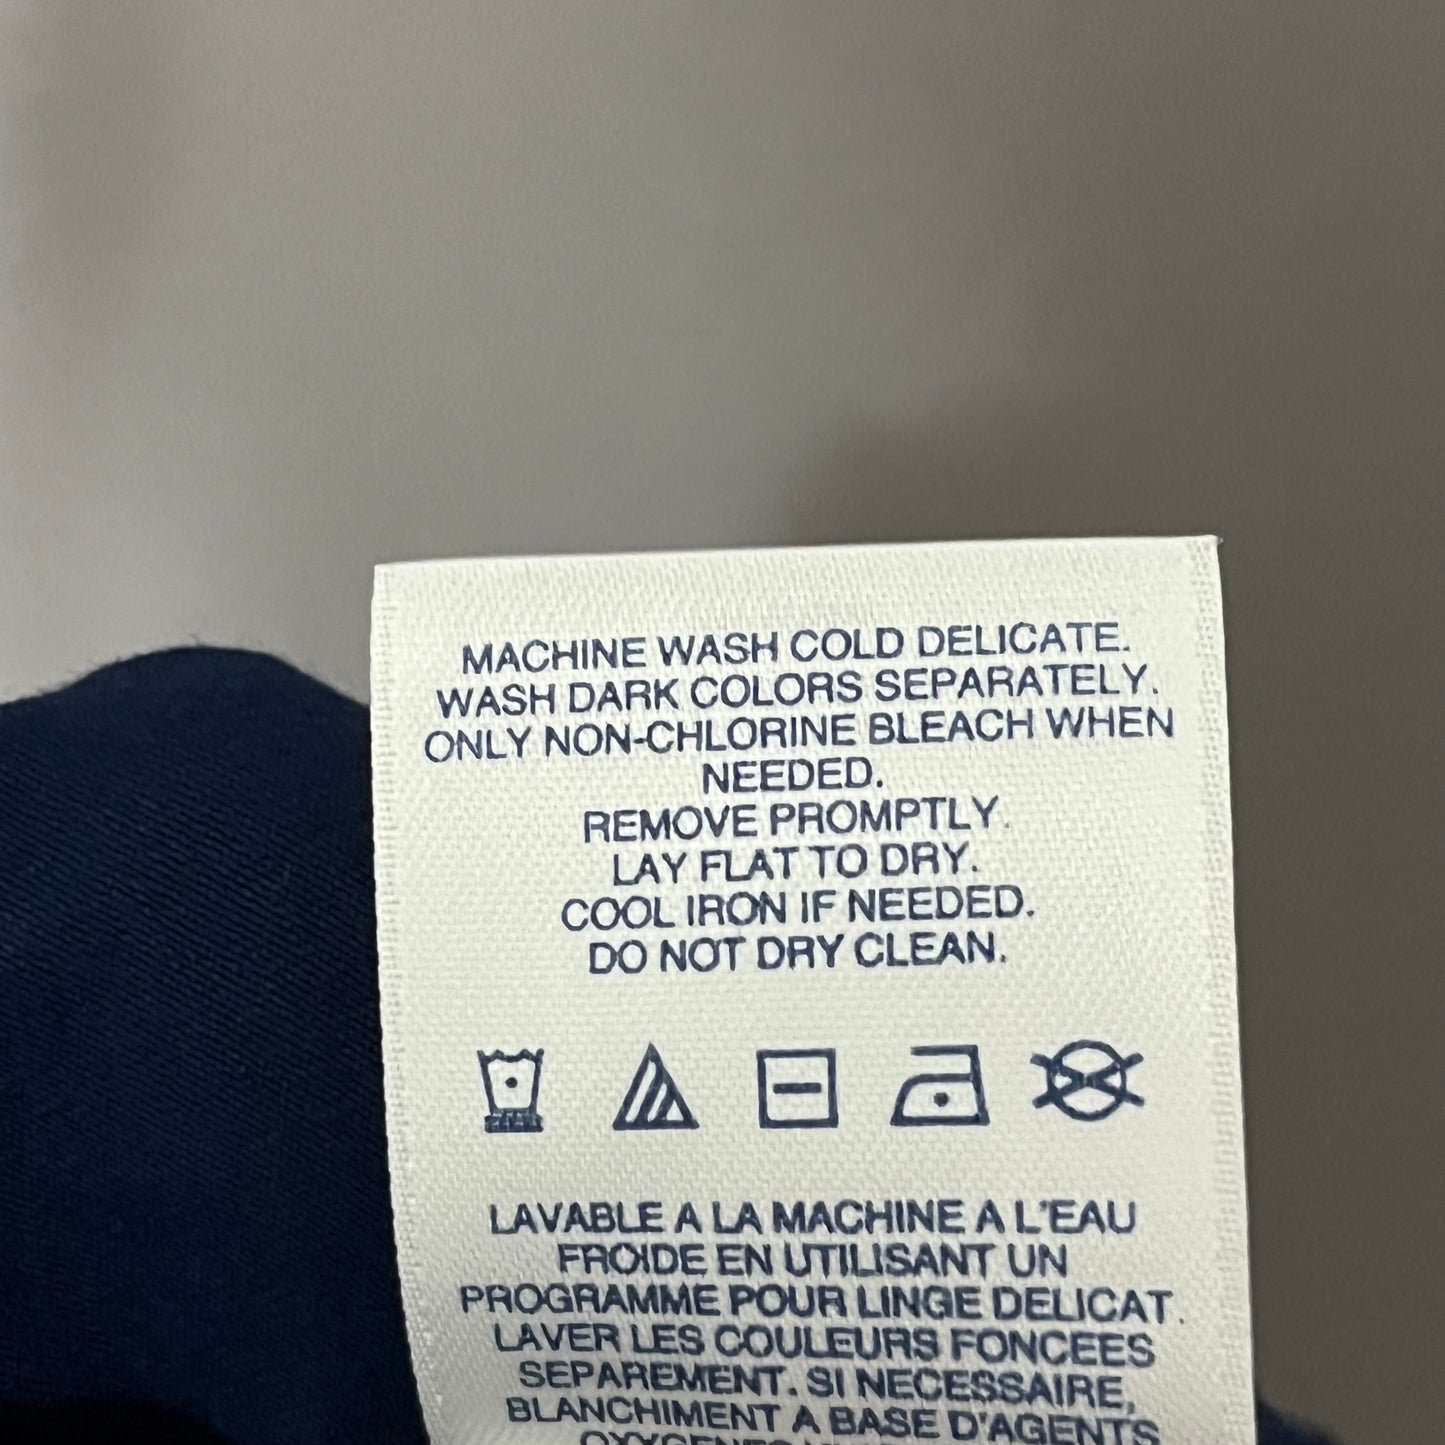 MACHINE WASH COLD DELICATE.
WASH DARK COLORS SEPARATELY.
ONLY NON-CHLORINE BLEACH WHEN
NEEDED.
REMOVE PROMPTLY.
LAY FLAT TO DRY.
COOL IRON IF NEEDED.
DO NOT DRY CLEAN.
LAVABLE A LA MACHINE A L'EAU
FROIDE EN UTILISANT UN
PROGRAMME POUR LINGE DELICAT.
LAVER LES COULEURS FONCEES
SEPAREMENT. SI NECESSAIRE,
BLANCHIMENT A BASE D'AGENTS